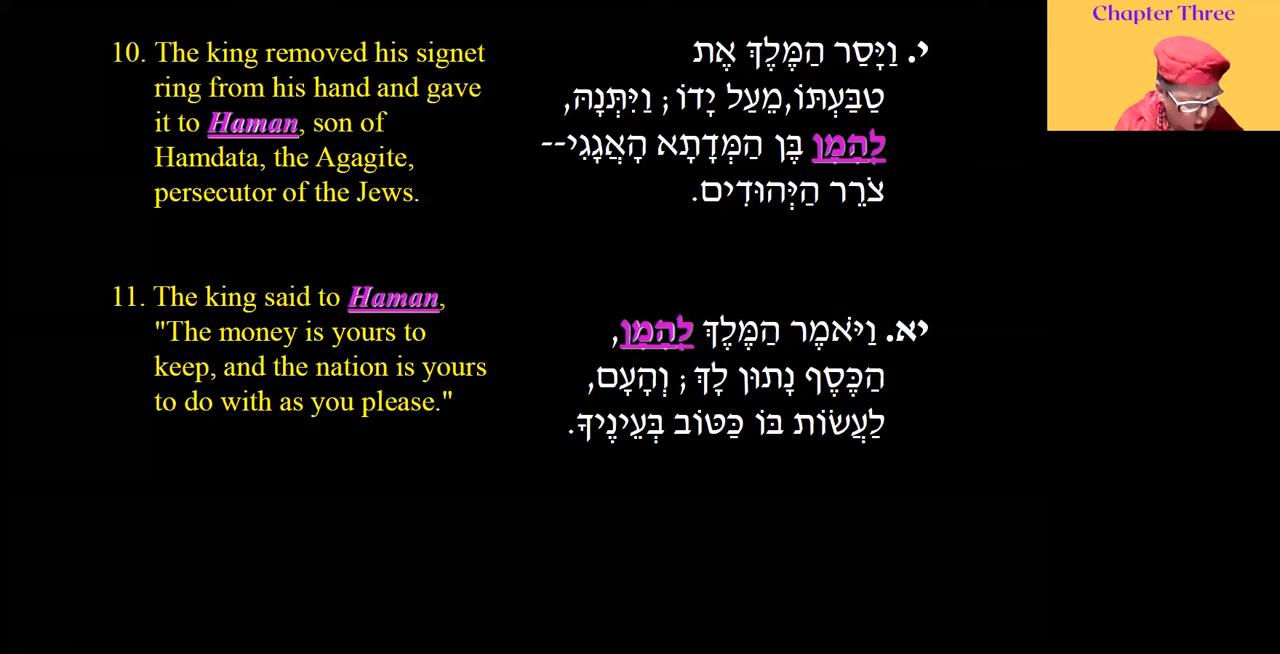 Chapter Three
10. The king removed his signet
ring from his hand and gave
it to Haman, son of
Hamdata, the Agagite,
persecutor of the Jews.
י. וַיָּסַר הַמֶּלֶךְ אֶת
טַבַּעְתּוֹ,מֵעַל יָדוֹ; וַיִּתְּנָהּ,
לְהָמָן בֶּן הַמְּדָתָא הָאֲגָגִי--
צֹרֵר הַיְּהוּדִים.
11. The king said to Haman,
"The money is yours to
keep, and the nation is yours
to do with as you please."
יא. וַיֹּאמֶר הַמֶּלֶךְ לְהָמָן,
הַכֶּסֶף נָתוּן לָךְ; וְהָעָם,
לַעֲשׂוֹת בּוֹ כַּטּוֹב בְּעֵינֶיךָ.